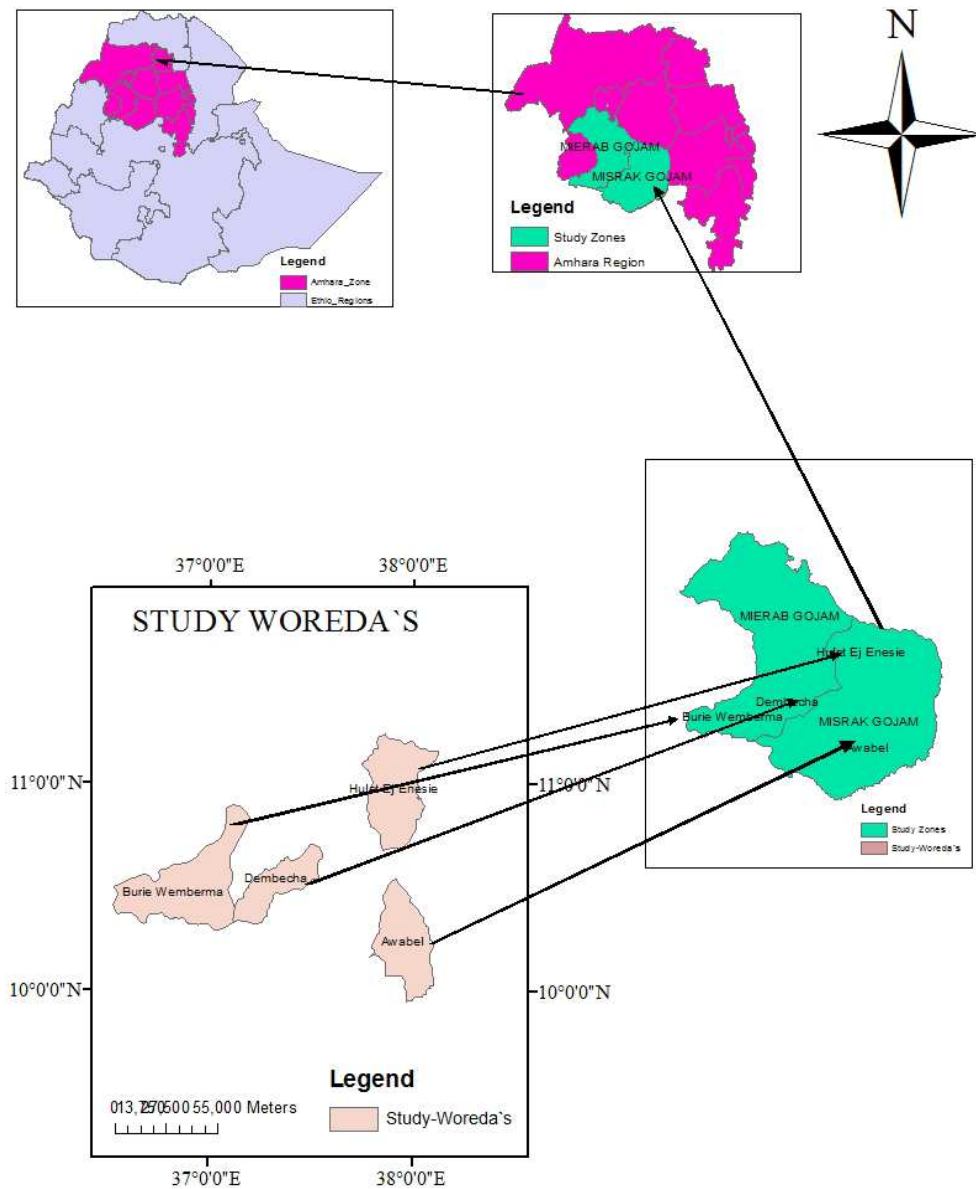 N
Legend
Amhara_Zone
Ethio_Regions
MIERAB GOJAM
MISRAK GOJAM
Legend
Study Zones
Amhara Region
MIERAB GOJAM
Hulet Ej Enesie
Dembecha
Burie Wemberma
MISRAK GOJAM
Awabel
Legend
Study Zones
Study-Woreda`s
37°0'0"E 38°0'0"E
STUDY WOREDA`S
11°0'0"N 11°0'0"N
Hulet Ej Enesie
Dembecha
Burie Wemberma
Awabel
10°0'0"N 10°0'0"N
Legend
Study-Woreda`s
55,000 Meters
37°0'0"E 38°0'0"E